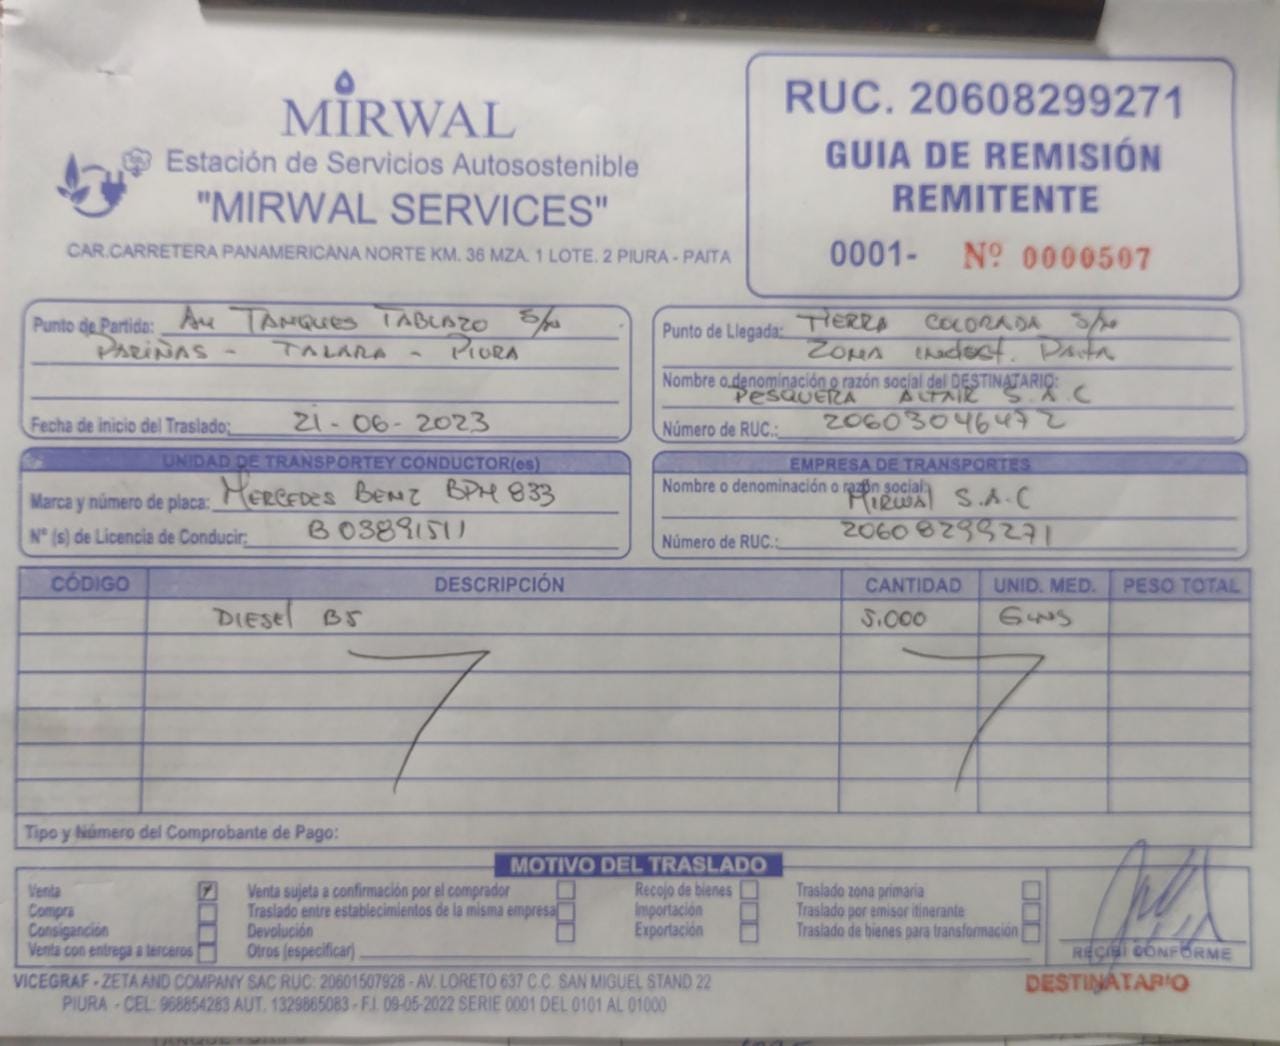 MIRWAL
Estación de Servicios Autosostenible
"MIRWAL SERVICES"
CAR.CARRETERA PANAMERICANA NORTE KM. 36 MZA. 1 LOTE. 2 PIURA - PAITA
RUC. 20608299271
GUIA DE REMISIÓN
REMITENTE
0001- Nº 0000507
Punto de Partida: AV TANQUES TABLAZO S/N
PARIÑAS - TALARA - PIURA
Fecha de inicio del Traslado: 21-06-2023
Punto de Llegada: TIERRA COLORADA S/N
ZONA indust. Paita
Nombre o denominación o razón social del DESTINATARIO:
PESQUERA ALTAIR S.A.C
Número de RUC.: 20603046472
UNIDAD DE TRANSPORTEY CONDUCTOR(es)
Marca y número de placa: MERCEDES BENZ BPH 833
Nº (s) de Licencia de Conducir: B03891511
EMPRESA DE TRANSPORTES
Nombre o denominación o razón social:
Mirwal S.A.C
Número de RUC.: 20608299271
CÓDIGO DESCRIPCIÓN CANTIDAD UNID. MED. PESO TOTAL
DIESEl B5 5.000 Glns
Tipo y Número del Comprobante de Pago:
MOTIVO DEL TRASLADO
Venta Venta sujeta a confirmación por el comprador Recojo de bienes Traslado zona primaria
Compra Traslado entre establecimientos de la misma empresa Importación Traslado por emisor itinerante
Consiganción Devolución Exportación Traslado de bienes para transformación
Venta con entrega a terceros Otros (especificar)
RECIBI CONFORME
VICEGRAF - ZETA AND COMPANY SAC RUC: 20601507928 - AV. LORETO 637 C.C. SAN MIGUEL STAND 22
PIURA - CEL: 968854283 AUT. 1329865083 - F.I. 09-05-2022 SERIE 0001 DEL 0101 AL 01000
DESTINATARIO